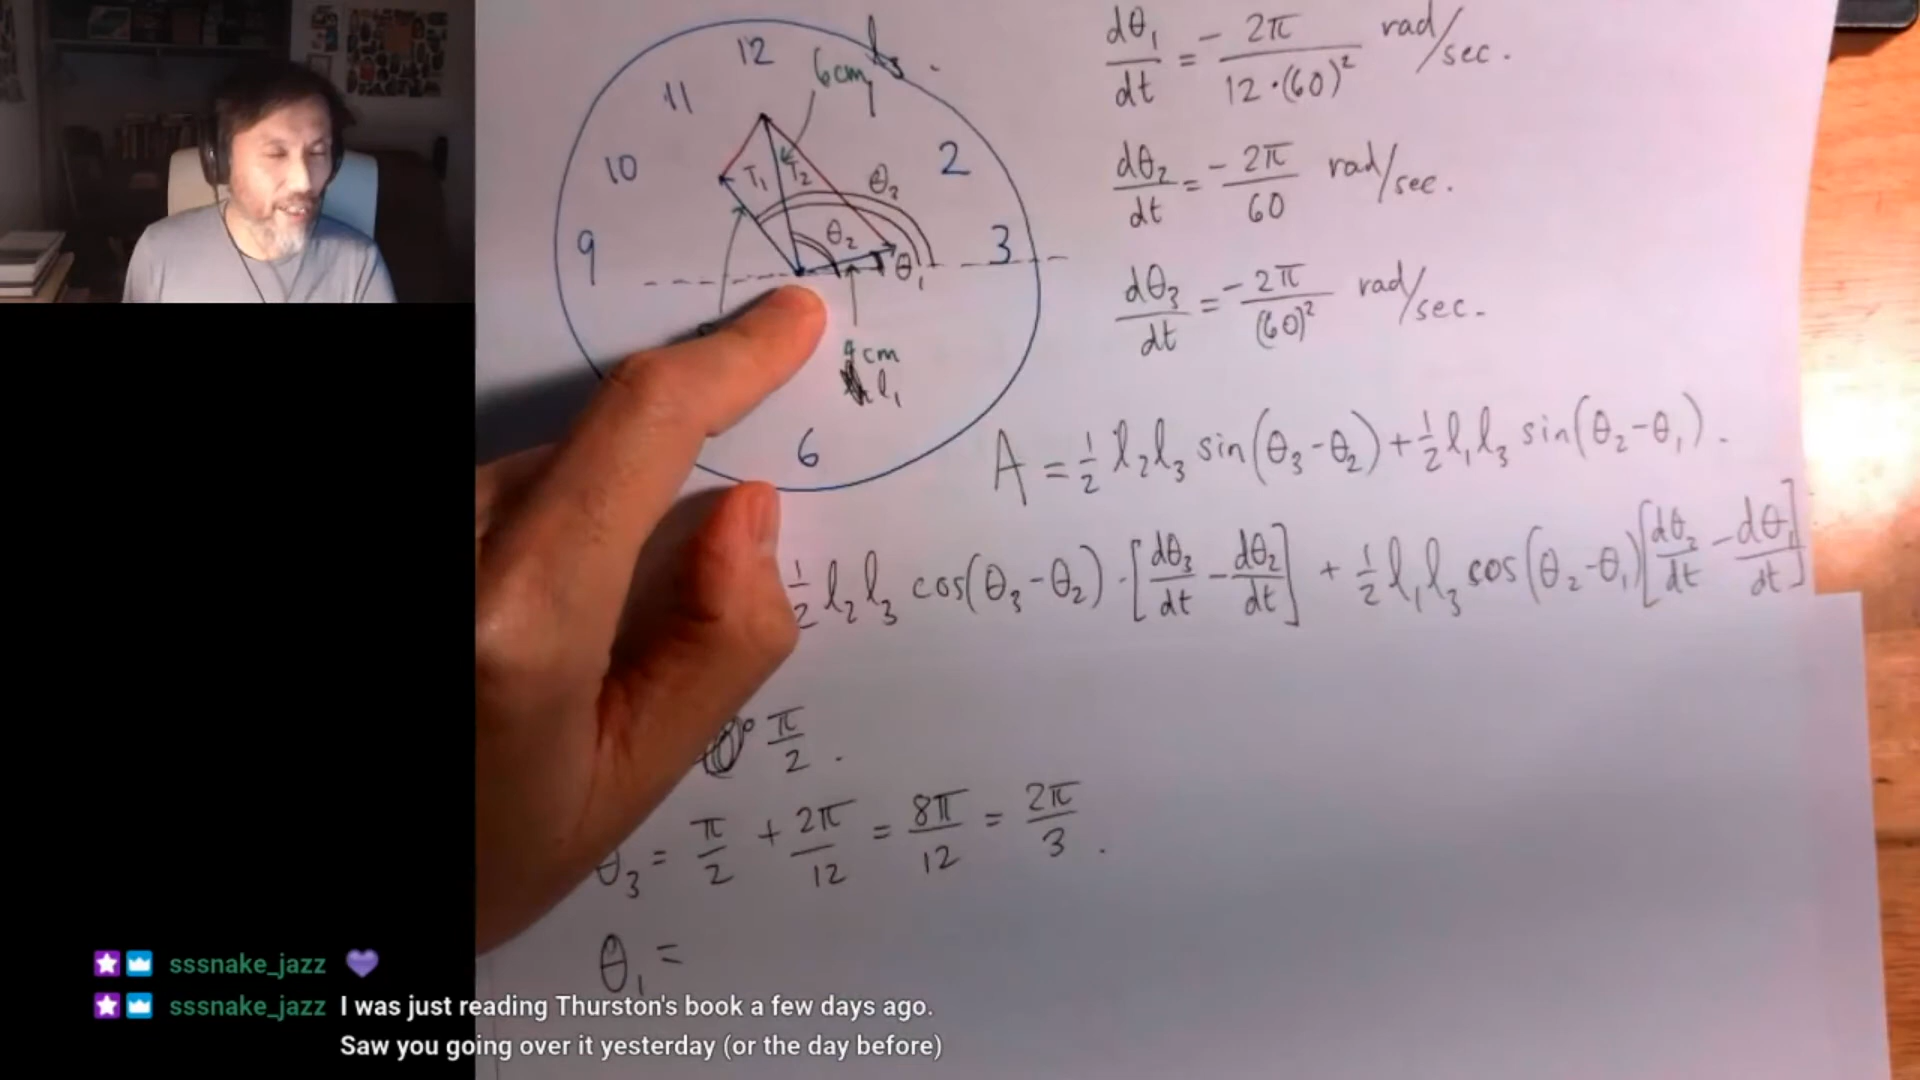 12
11
10
9
6
3
2
6cm
l₃
T₁
T₂
θ₂
θ₂
θ₁
4cm
l₁
dθ₁/dt = - 2π/12·(60)² rad/sec.
dθ₂/dt = - 2π/60 rad/sec.
dθ₃/dt = - 2π/(60)² rad/sec.
A = ½ l₂l₃ sin(θ₃-θ₂) + ½ l₁l₃ sin(θ₂-θ₁).
½ l₂l₃ cos(θ₃-θ₂) · [dθ₃/dt - dθ₂/dt] + ½ l₁l₃ cos(θ₂-θ₁)[dθ₂/dt - dθ₁/dt]
π/2 .
θ₃ = π/2 + 2π/12 = 8π/12 = 2π/3 .
θ₁ =
sssnake_jazz
sssnake_jazz I was just reading Thurston's book a few days ago.
Saw you going over it yesterday (or the day before)